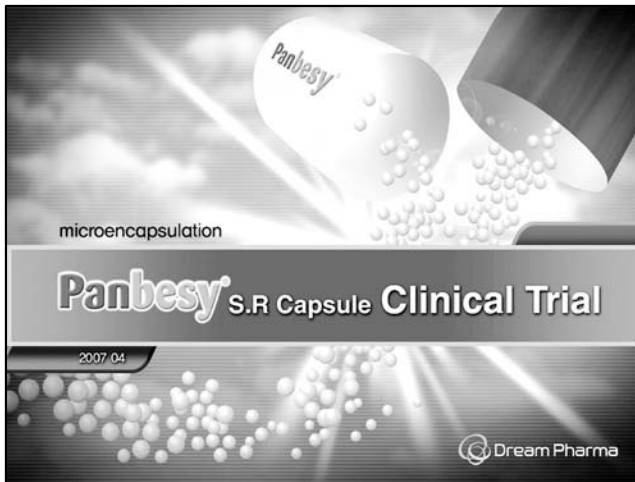 Panbesy®
microencapsulation
Panbesy® S.R Capsule Clinical Trial
2007 04
Dream Pharma